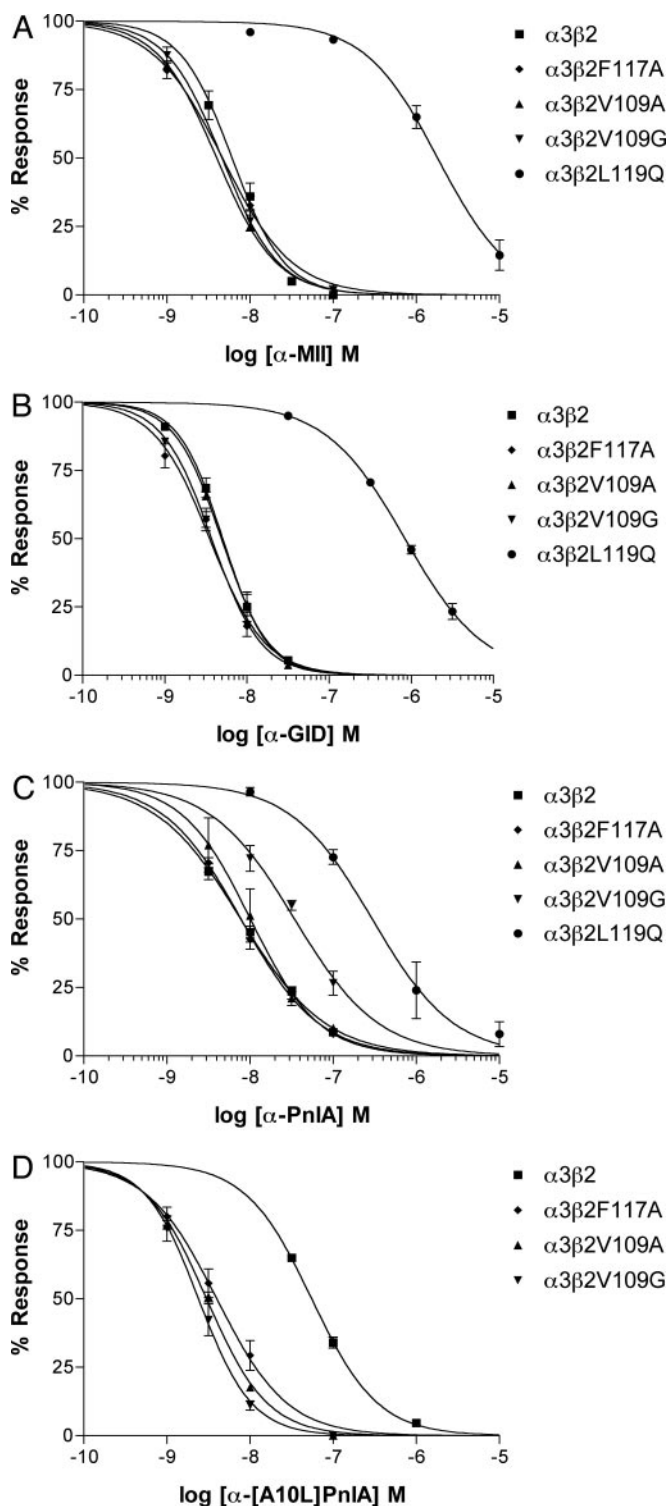 A
% Response
100
75
50
25
0
-10 -9 -8 -7 -6 -5
log [α-MII] M
α3β2
α3β2F117A
α3β2V109A
α3β2V109G
α3β2L119Q
B
% Response
100
75
50
25
0
-10 -9 -8 -7 -6 -5
log [α-GID] M
α3β2
α3β2F117A
α3β2V109A
α3β2V109G
α3β2L119Q
C
% Response
100
75
50
25
0
-10 -9 -8 -7 -6 -5
log [α-PnIA] M
α3β2
α3β2F117A
α3β2V109A
α3β2V109G
α3β2L119Q
D
% Response
100
75
50
25
0
-10 -9 -8 -7 -6 -5
log [α-[A10L]PnIA] M
α3β2
α3β2F117A
α3β2V109A
α3β2V109G